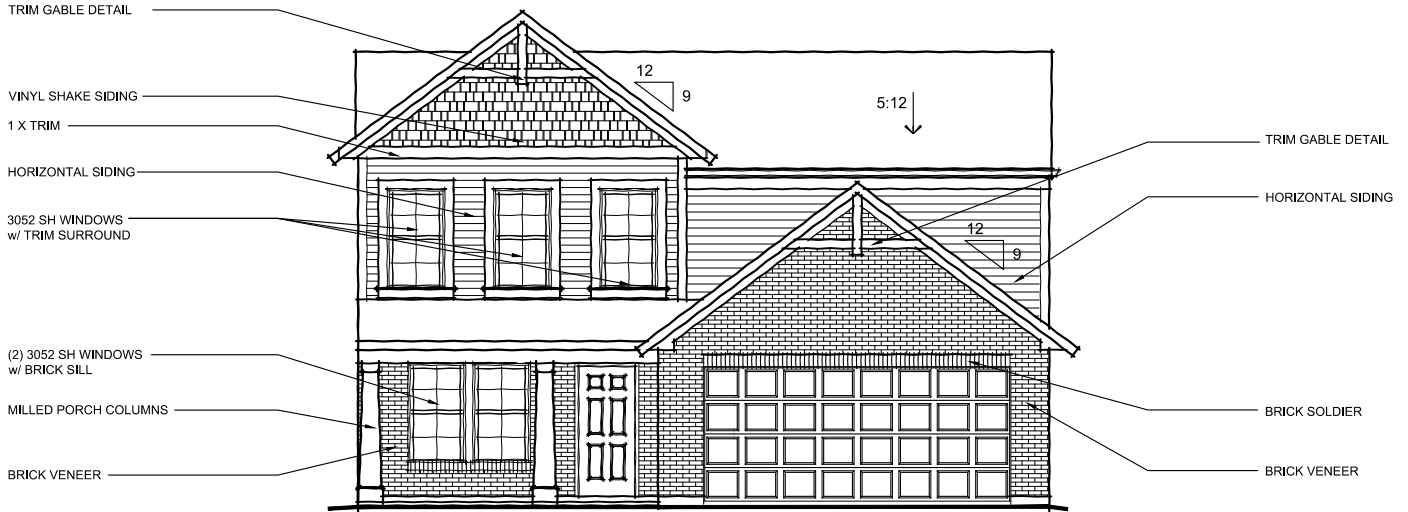 TRIM GABLE DETAIL
VINYL SHAKE SIDING
1 X TRIM
HORIZONTAL SIDING
3052 SH WINDOWS
w/ TRIM SURROUND
(2) 3052 SH WINDOWS
w/ BRICK SILL
MILLED PORCH COLUMNS
BRICK VENEER
12
9
5:12
12
9
TRIM GABLE DETAIL
HORIZONTAL SIDING
BRICK SOLDIER
BRICK VENEER